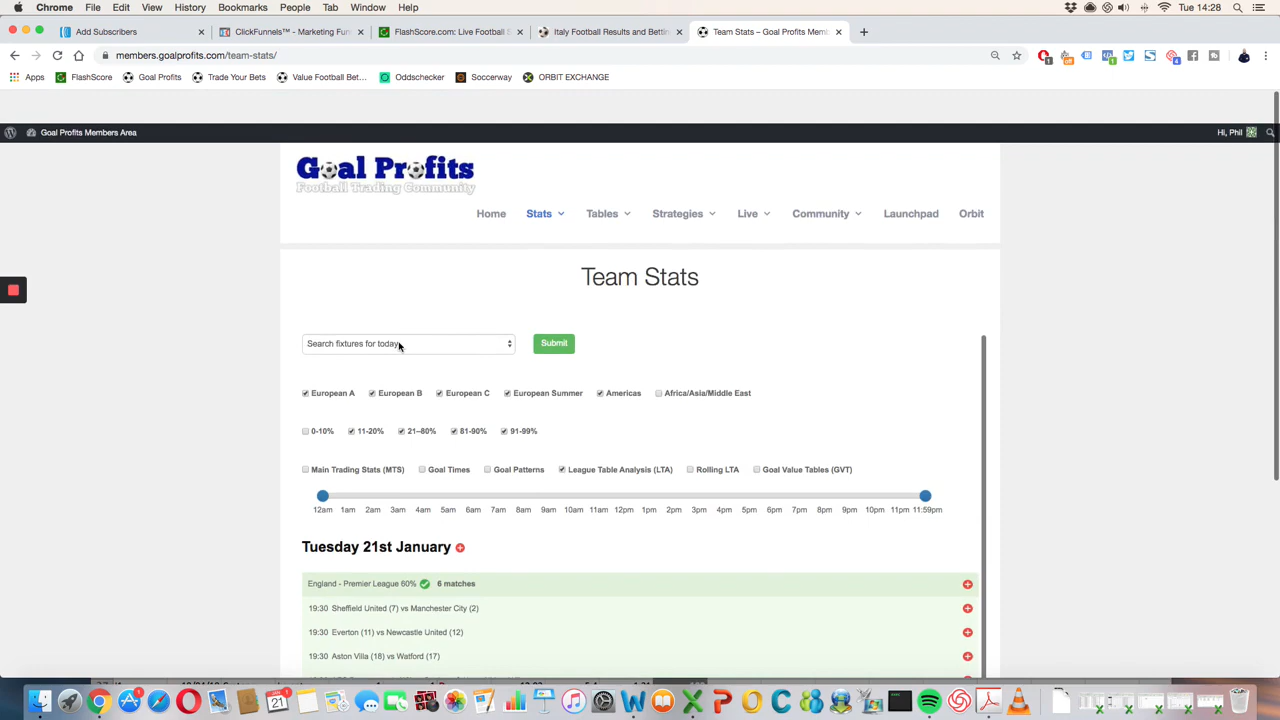 Chrome File Edit View History Bookmarks People Tab Window Help Tue 14:28
Add Subscribers ClickFunnels™ - Marketing Fun FlashScore.com: Live Football S Italy Football Results and Bettin Team Stats – Goal Profits Mem
members.goalprofits.com/team-stats/
Apps FlashScore Goal Profits Trade Your Bets Value Football Bet... Oddschecker Soccerway ORBIT EXCHANGE
Goal Profits Members Area Hi, Phil
Goal Profits
Football Trading Community
Home Stats Tables Strategies Live Community Launchpad Orbit
Team Stats
Search fixtures for today Submit
European A European B European C European Summer Americas Africa/Asia/Middle East
0-10% 11-20% 21–80% 81-90% 91-99%
Main Trading Stats (MTS) Goal Times Goal Patterns League Table Analysis (LTA) Rolling LTA Goal Value Tables (GVT)
12am 1am 2am 3am 4am 5am 6am 7am 8am 9am 10am 11am 12pm 1pm 2pm 3pm 4pm 5pm 6pm 7pm 8pm 9pm 10pm 11pm 11:59pm
Tuesday 21st January
England - Premier League 60% 6 matches
19:30 Sheffield United (7) vs Manchester City (2)
19:30 Everton (11) vs Newcastle United (12)
19:30 Aston Villa (18) vs Watford (17)